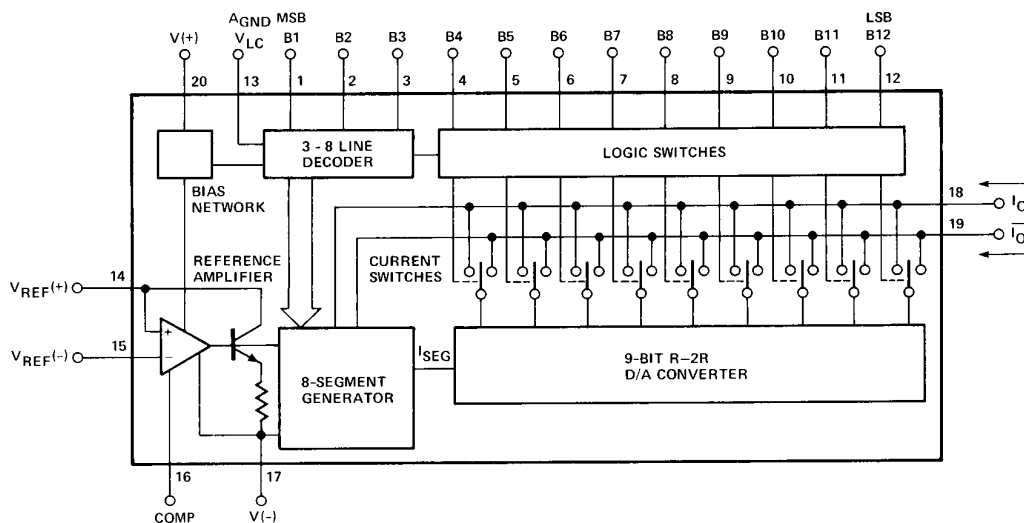 AGND MSB LSB
V(+) VLC B1 B2 B3 B4 B5 B6 B7 B8 B9 B10 B11 B12
20 13 1 2 3 4 5 6 7 8 9 10 11 12
3 - 8 LINE
DECODER
LOGIC SWITCHES
BIAS
NETWORK
18
IO
19
IO
REFERENCE
AMPLIFIER
CURRENT
SWITCHES
14
VREF(+)
15
VREF(-)
+
−
8-SEGMENT
GENERATOR
ISEG
9-BIT R–2R
D/A CONVERTER
16 17
COMP V(-)